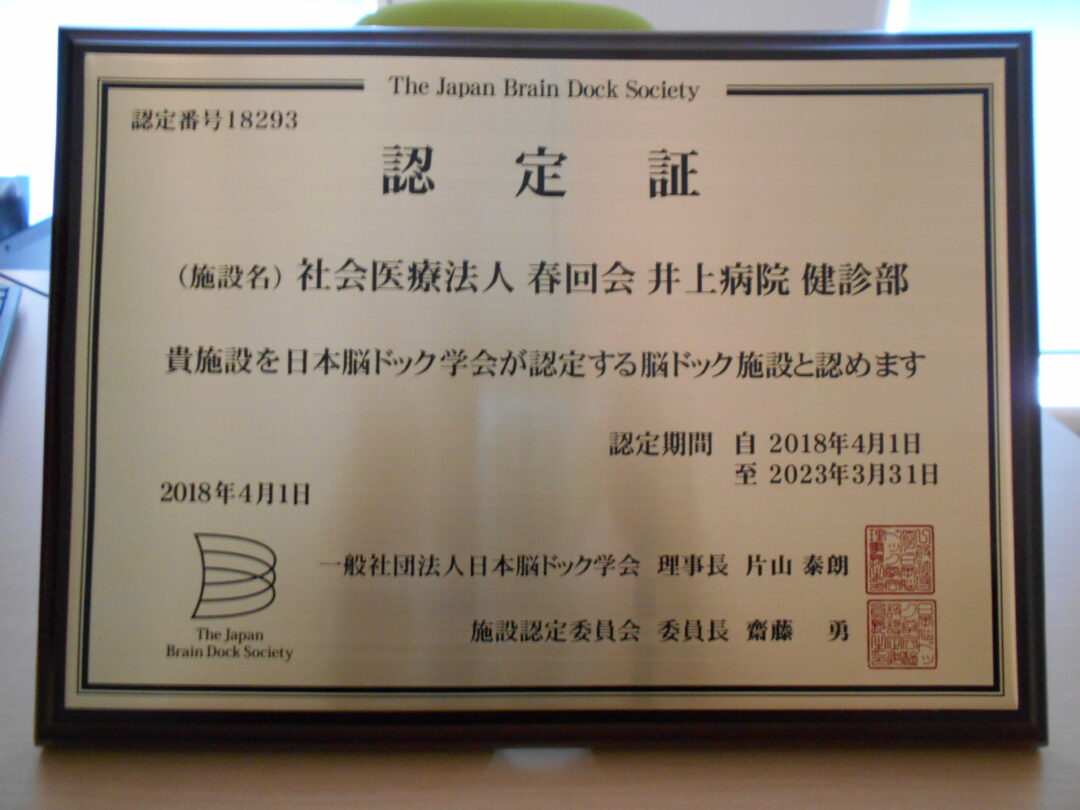 The Japan Brain Dock Society
認定番号18293
認定証
（施設名）社会医療法人 春回会 井上病院 健診部
貴施設を日本脳ドック学会が認定する脳ドック施設と認めます
認定期間 自 2018年4月1日
至 2023年3月31日
2018年4月1日
一般社団法人日本脳ドック学会 理事長 片山 泰朗
施設認定委員会 委員長 齋藤 勇
The Japan
Brain Dock Society